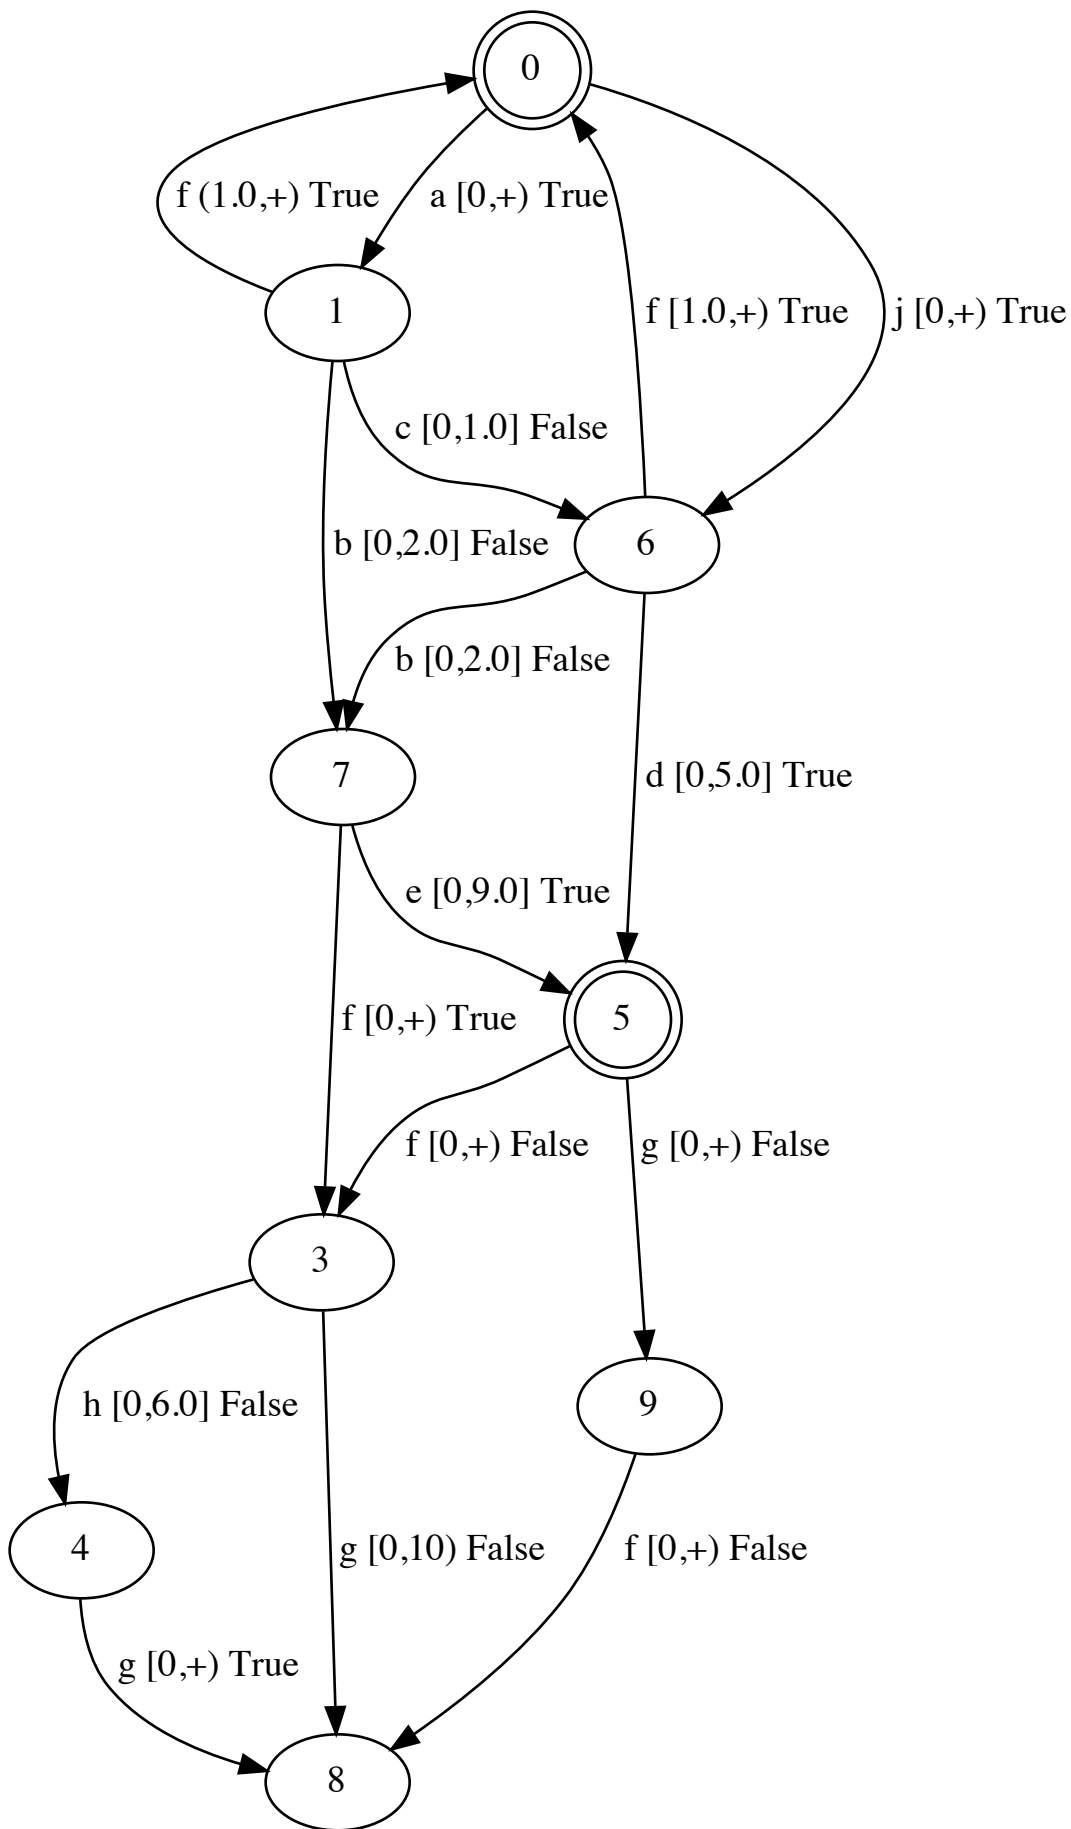 0
f (1.0,+) True
a [0,+) True
1
f [1.0,+) True
j [0,+) True
c [0,1.0] False
b [0,2.0] False
6
b [0,2.0] False
7
d [0,5.0] True
e [0,9.0] True
f [0,+) True
5
f [0,+) False
g [0,+) False
3
h [0,6.0] False
9
4
g [0,10) False
f [0,+) False
g [0,+) True
8